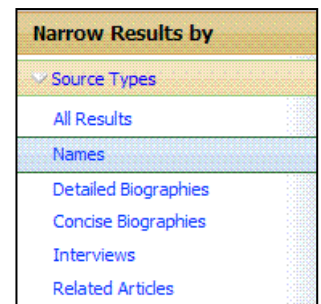 Narrow Results by
Source Types
All Results
Names
Detailed Biographies
Concise Biographies
Interviews
Related Articles